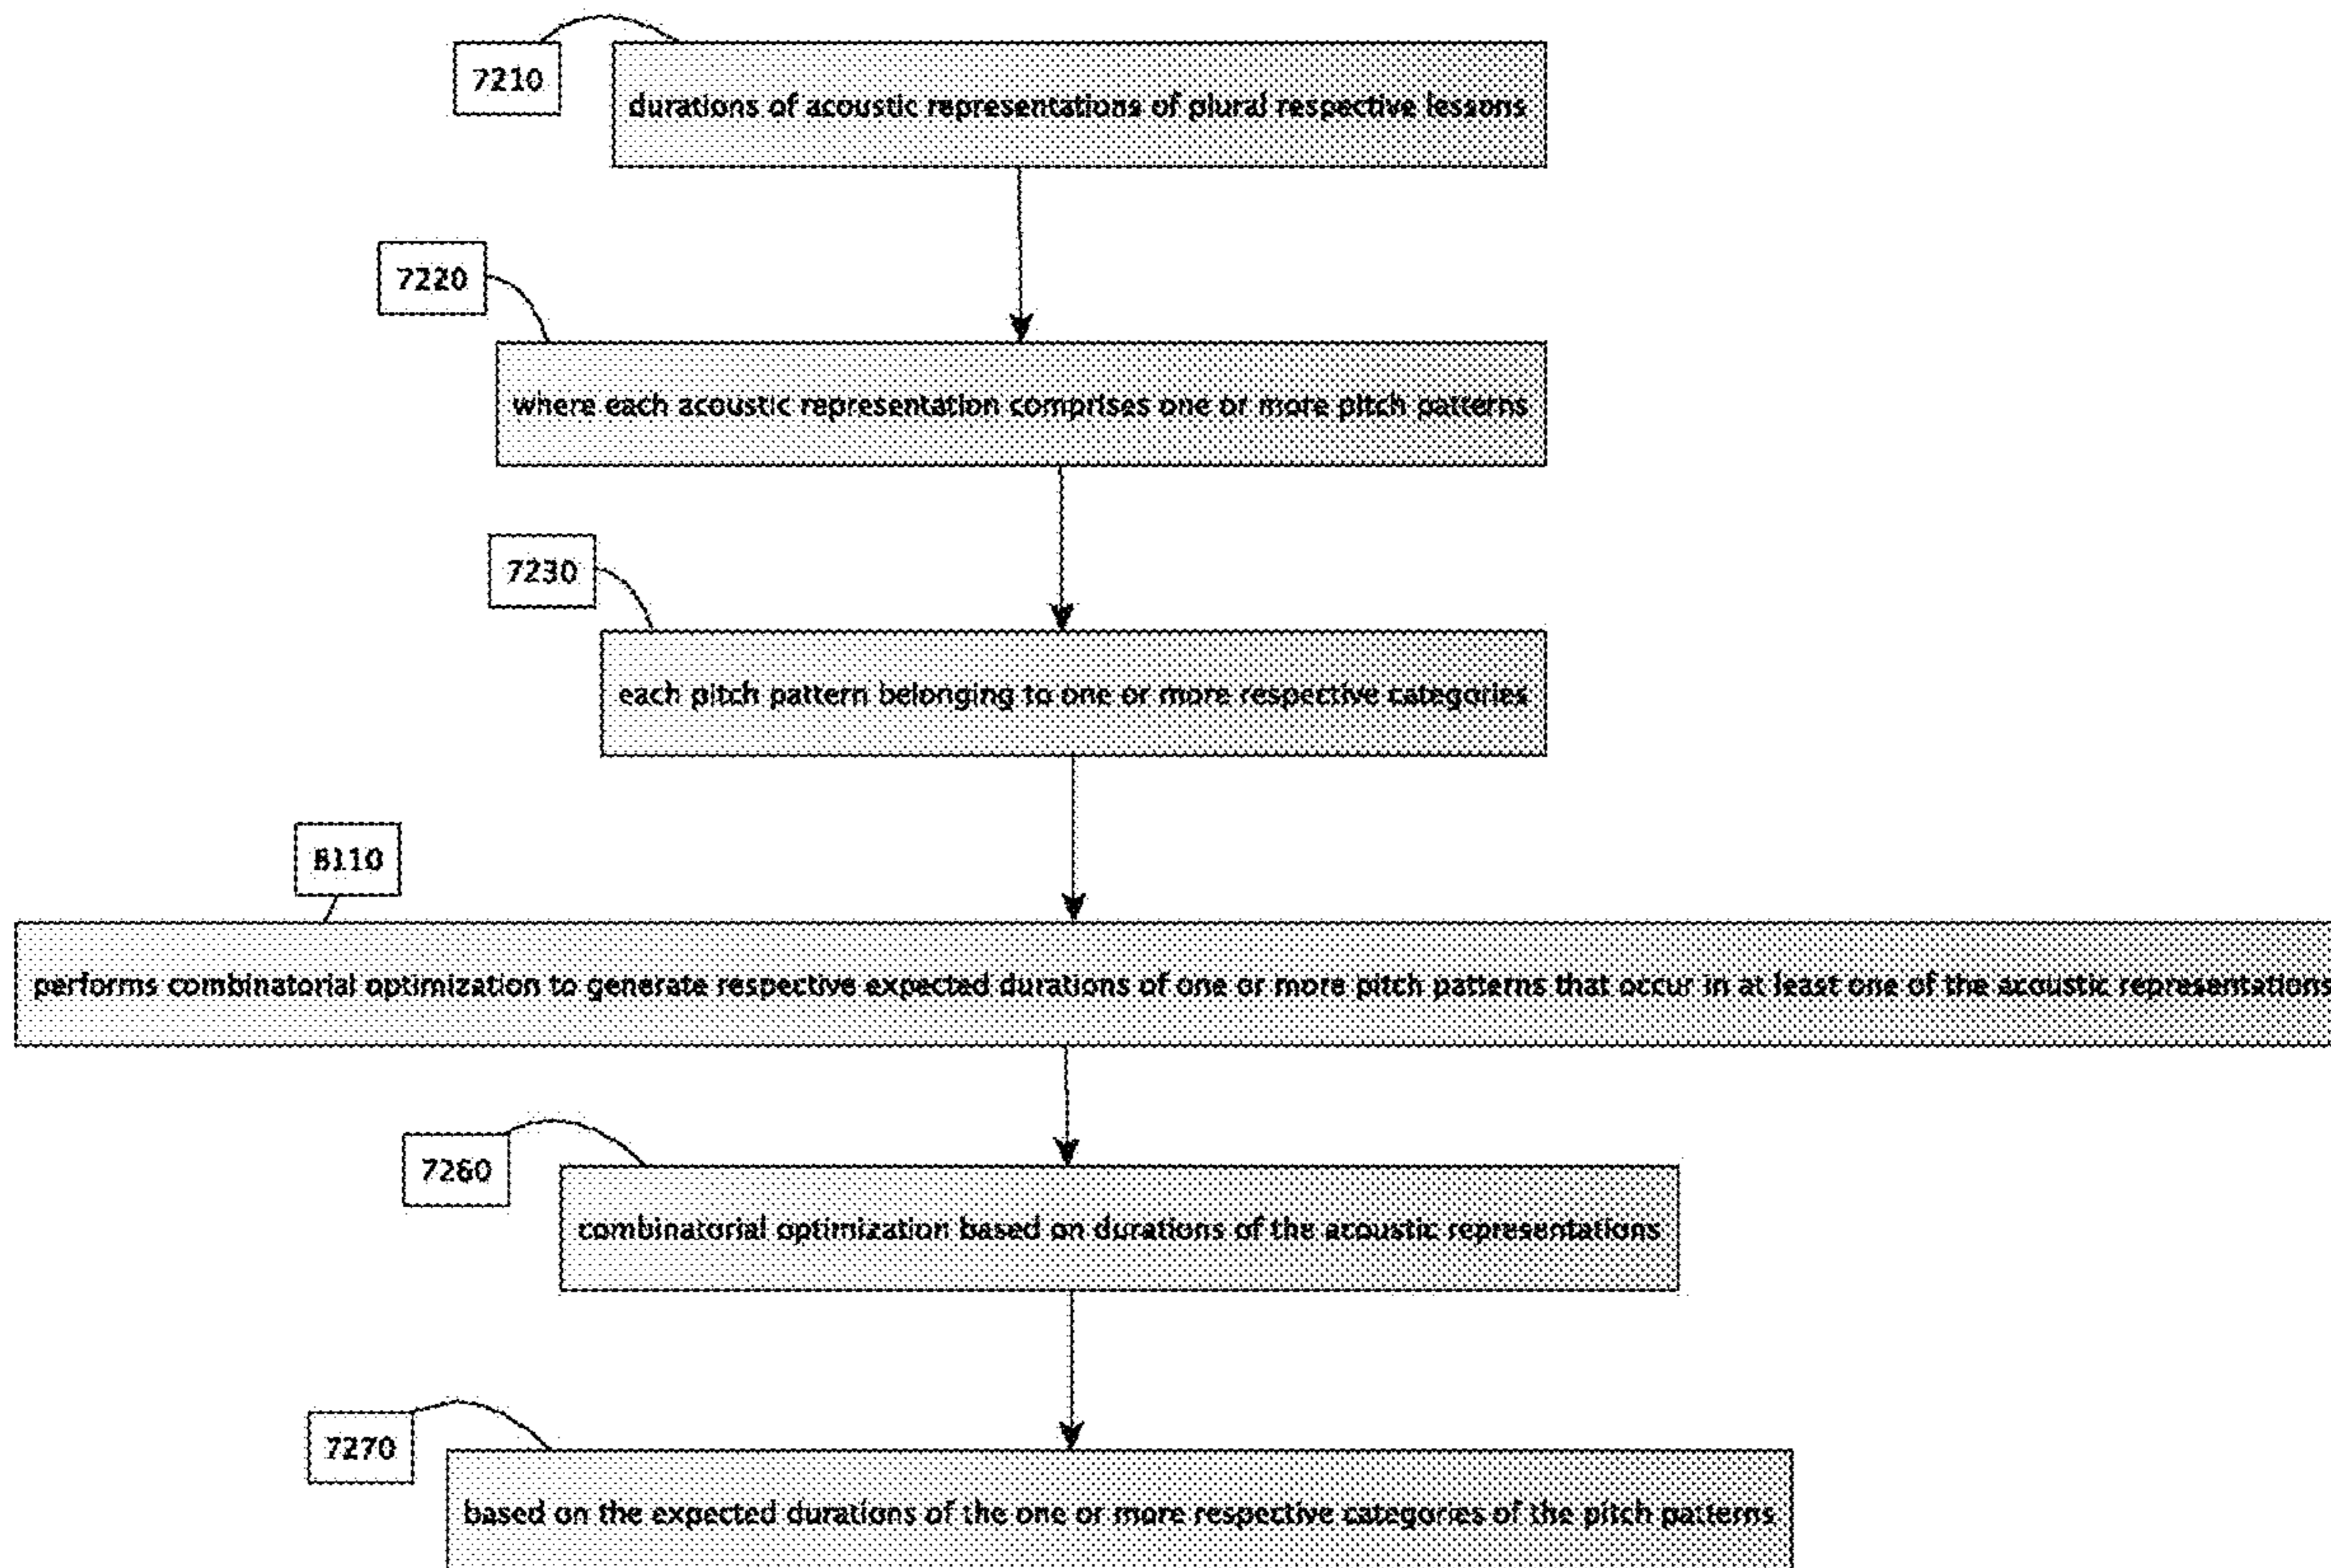 7210
durations of acoustic representations of plural respective lessons
7220
where each acoustic representation comprises one or more pitch patterns
7230
each pitch pattern belonging to one or more respective categories
8110
performs combinatorial optimization to generate respective expected durations of one or more pitch patterns that occur in at least one of the acoustic representations
7260
combinatorial optimization based on durations of the acoustic representations
7270
based on the expected durations of the one or more respective categories of the pitch patterns